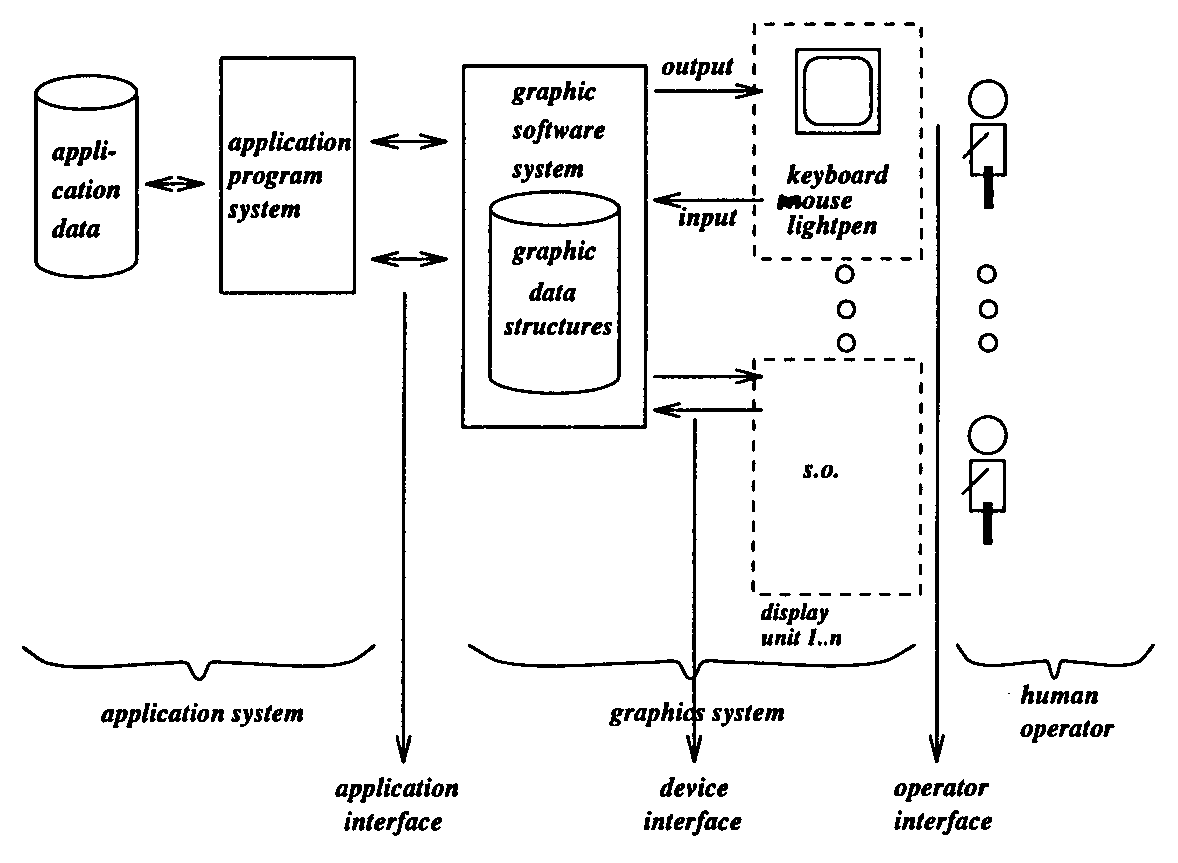 appli-
cation
data
application
program
system
graphic
software
system
graphic
data
structures
output
input
keyboard
mouse
lightpen
s.o.
display
unit 1..n
application system
graphics system
human
operator
application
interface
device
interface
operator
interface